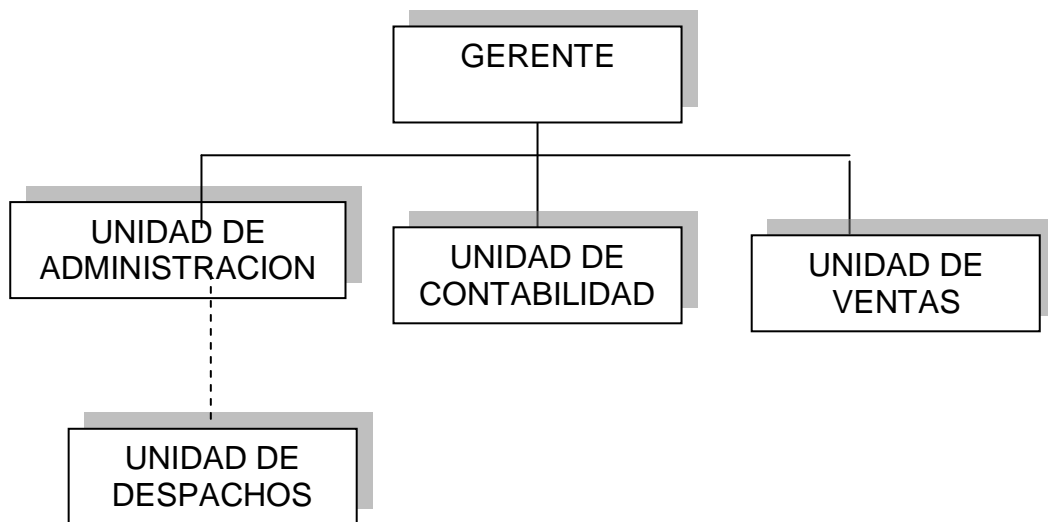 GERENTE
UNIDAD DE
ADMINISTRACION
UNIDAD DE
CONTABILIDAD
UNIDAD DE
VENTAS
UNIDAD DE
DESPACHOS